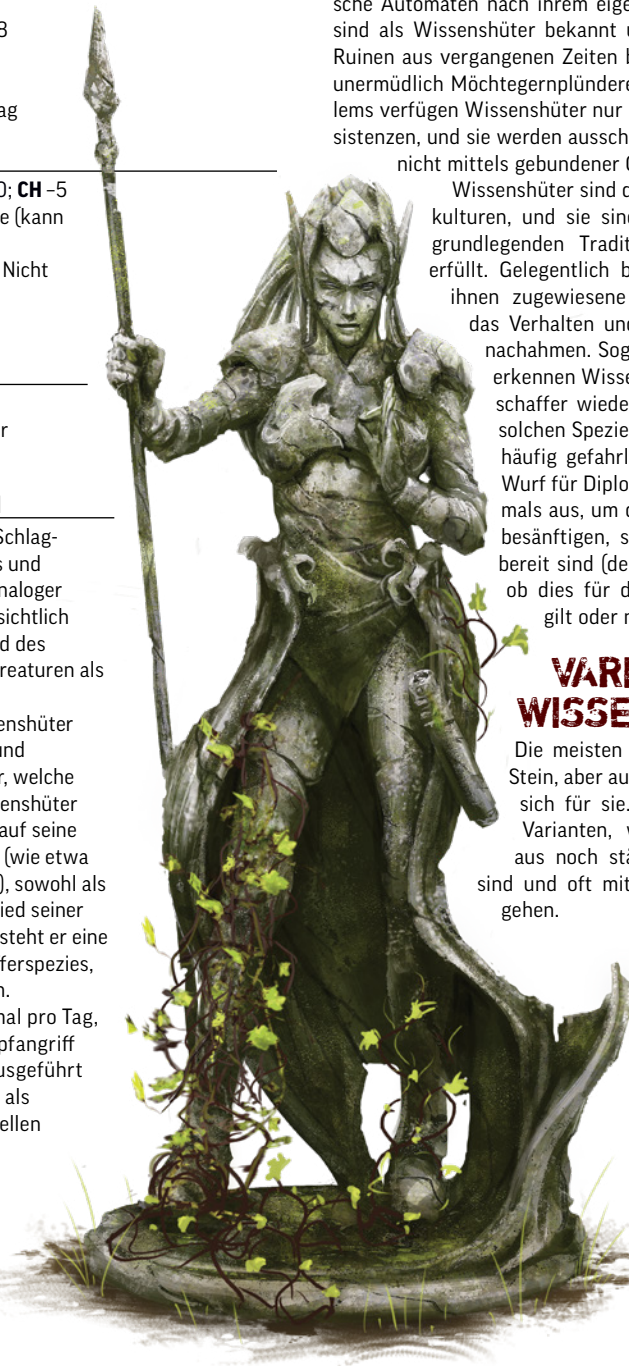 8
ag
0; CH –5
e (kann
Nicht
r
Schlag-
s und
naloger
sichtlich
d des
reaturen als
enshüter
und
r, welche
enshüter
auf seine
(wie etwa
), sowohl als
ied seiner
steht er eine
ferspezies,
n.
nal pro Tag,
pfangriff
usgeführt
als
ellen
sche Automaten nach ihrem eige
sind als Wissenshüter bekannt u
Ruinen aus vergangenen Zeiten b
unermüdlich Möchtegernplündere
lems verfügen Wissenshüter nur
sistenzen, und sie werden aussch
nicht mittels gebundener
Wissenshüter sind d
kulturen, und sie sind
grundlegenden Tradit
erfüllt. Gelegentlich b
ihnen zugewiesene
das Verhalten und
nachahmen. Sog
erkennen Wisse
schaffer wiede
solchen Spezie
häufig gefahrl
Wurf für Diplo
mals aus, um d
besänftigen, s
bereit sind (de
ob dies für d
gilt oder n
VARI
WISSE
Die meisten
Stein, aber au
sich für sie.
Varianten, v
aus noch stä
sind und oft mit
gehen.